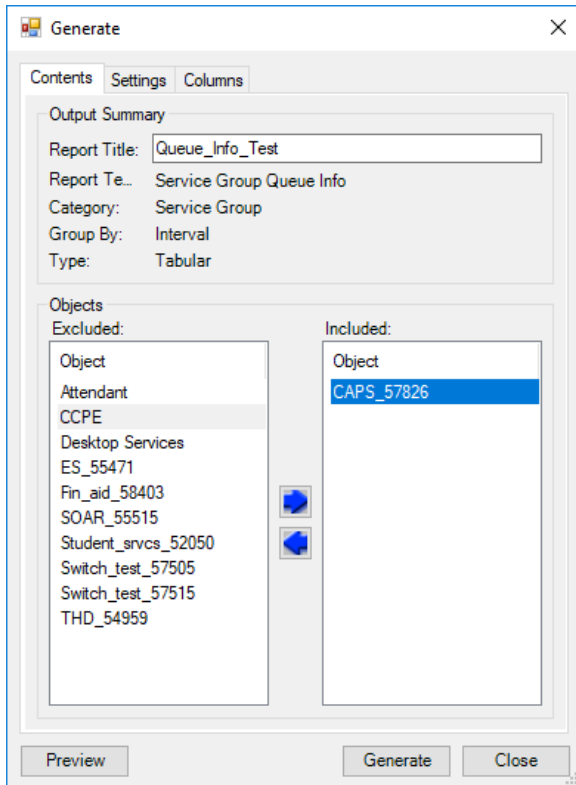 Generate
Contents Settings Columns
Output Summary
Report Title: Queue_Info_Test
Report Te... Service Group Queue Info
Category: Service Group
Group By: Interval
Type: Tabular
Objects
Excluded: Included:
Object Object
Attendant CAPS_57826
CCPE
Desktop Services
ES_55471
Fin_aid_58403
SOAR_55515
Student_srvcs_52050
Switch_test_57505
Switch_test_57515
THD_54959
Preview Generate Close